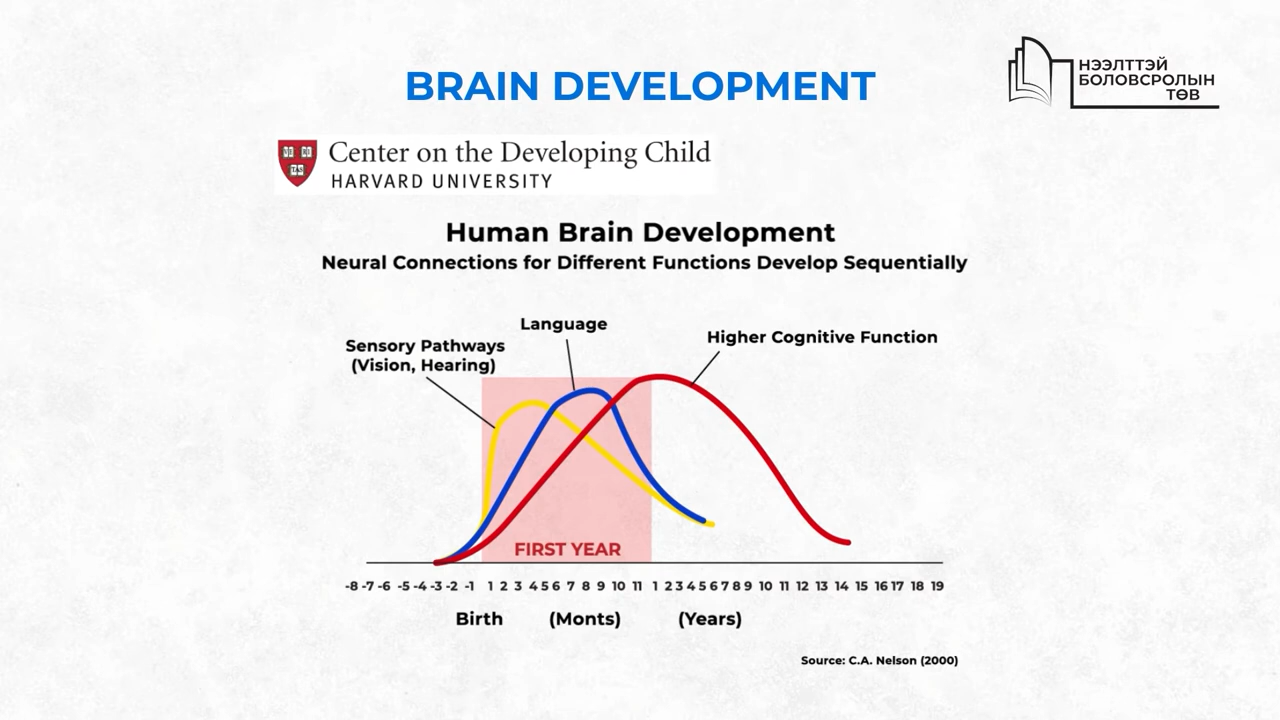 BRAIN DEVELOPMENT
НЭЭЛТТЭЙ
БОЛОВСРОЛЫН
ТӨВ
VE RI
TAS
Center on the Developing Child
HARVARD UNIVERSITY
Human Brain Development
Neural Connections for Different Functions Develop Sequentially
Language
Sensory Pathways
(Vision, Hearing)
Higher Cognitive Function
FIRST YEAR
-8 -7 -6 -5 -4 -3 -2 -1 1 2 3 4 5 6 7 8 9 10 11 1 2 3 4 5 6 7 8 9 10 11 12 13 14 15 16 17 18 19
Birth (Monts) (Years)
Source: C.A. Nelson (2000)